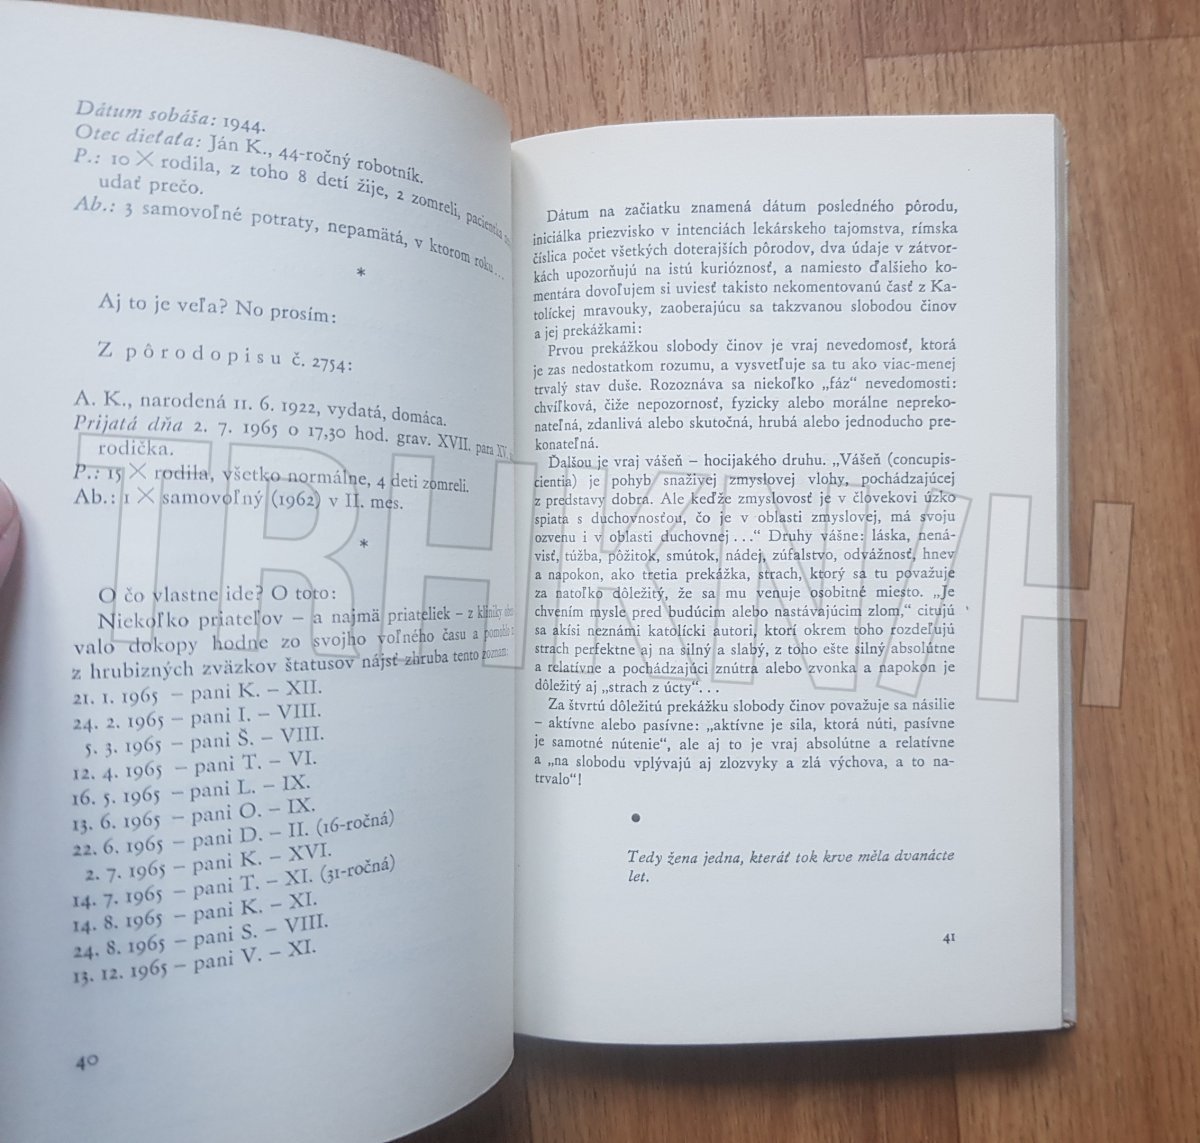 Dátum sobáša: 1944.
Otec dieťaťa: Ján K., 44-ročný robotník.
P.: 10 × rodila, z toho 8 detí žije, 2 zomreli, pacientka
udať prečo.
Ab.: 3 samovoľné potraty, nepamätá, v ktorom roku...
*
Aj to je veľa? No prosím:
Z pôrodopisu č. 2754:
A. K., narodená 11. 6. 1922, vydatá, domáca.
Prijatá dňa 2. 7. 1965 o 17,30 hod. grav. XVII. para XV.
rodička.
P.: 15 × rodila, všetko normálne, 4 deti zomreli.
Ab.: 1 × samovoľný (1962) v II. mes.
*
O čo vlastne ide? O toto:
Niekoľko priateľov – a najmä priateliek – z kliniky
valo dokopy hodne zo svojho voľného času a pomohlo
z hrubizných zväzkov štatusov nájsť zhruba tento zoznam:
21. 1. 1965 – pani K. – XII.
24. 2. 1965 – pani I. – VIII.
5. 3. 1965 – pani Š. – VIII.
12. 4. 1965 – pani T. – VI.
16. 5. 1965 – pani L. – IX.
13. 6. 1965 – pani O. – IX.
22. 6. 1965 – pani D. – II. (16-ročná)
2. 7. 1965 – pani K. – XVI.
14. 7. 1965 – pani T. – XI. (31-ročná)
14. 8. 1965 – pani K. – XI.
24. 8. 1965 – pani S. – VIII.
13. 12. 1965 – pani V. – XI.
40
Dátum na začiatku znamená dátum posledného pôrodu,
iniciálka priezvisko v intenciách lekárskeho tajomstva, rímska
číslica počet všetkých doterajších pôrodov, dva údaje v zátvor-
kách upozorňujú na istú kurióznosť, a namiesto ďalšieho ko-
mentára dovoľujem si uviesť takisto nekomentovanú časť z Ka-
tolíckej mravouky, zaoberajúcu sa takzvanou slobodou činov
a jej prekážkami:
Prvou prekážkou slobody činov je vraj nevedomosť, ktorá
je zas nedostatkom rozumu, a vysvetľuje sa tu ako viac-menej
trvalý stav duše. Rozoznáva sa niekoľko „fáz“ nevedomosti:
chvíľková, čiže nepozornosť, fyzicky alebo morálne nepreko-
nateľná, zdanlivá alebo skutočná, hrubá alebo jednoducho pre-
konateľná.
Ďalšou je vraj vášeň – hocijakého druhu. „Vášeň (concupis-
cientia) je pohyb snaživej zmyslovej vlohy, pochádzajúcej
z predstavy dobra. Ale keďže zmyslovosť je v človekovi úzko
spiata s duchovnosťou, čo je v oblasti zmyslovej, má svoju
ozvenu i v oblasti duchovnej...“ Druhy vášne: láska, nená-
visť, túžba, pôžitok, smútok, nádej, zúfalstvo, odvážnosť, hnev
a napokon, ako tretia prekážka, strach, ktorý sa tu považuje
za natoľko dôležitý, že sa mu venuje osobitné miesto. „Je
chvením mysle pred budúcim alebo nastávajúcim zlom,“ citujú
sa akísi neznámi katolícki autori, ktorí okrem toho rozdeľujú
strach perfektne aj na silný a slabý, z toho ešte silný absolútne
a relatívne a pochádzajúci znútra alebo zvonka a napokon je
dôležitý aj „strach z úcty“...
Za štvrtú dôležitú prekážku slobody činov považuje sa násilie
– aktívne alebo pasívne: „aktívne je sila, ktorá núti, pasívne
je samotné nútenie“, ale aj to je vraj absolútne a relatívne
a „na slobodu vplývajú aj zlozvyky a zlá výchova, a to na-
trvalo“!
Tedy žena jedna, kteráť tok krve měla dvanácte
let.
41
TRHKNIH